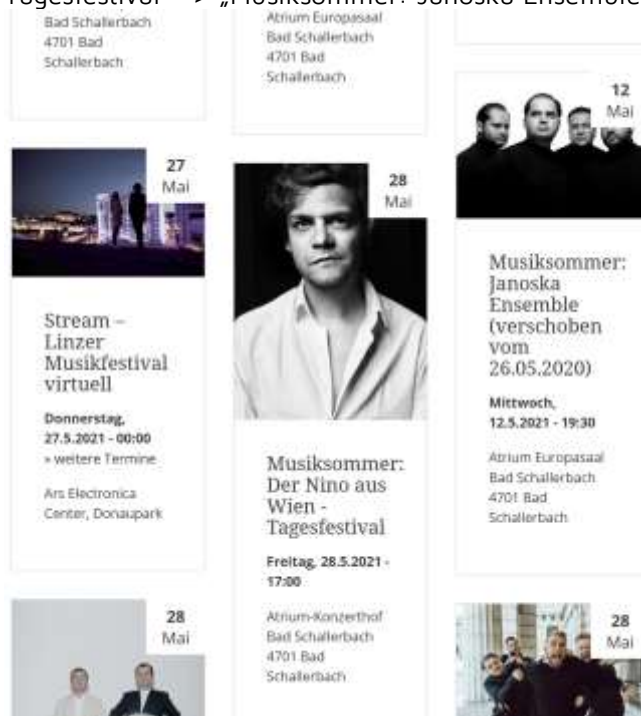 Tagesfestival" > „Musiksommer: Janoska Ensemble
Bad Schallerbach
4701 Bad
Schallerbach
27
Mai
Stream –
Linzer
Musikfestival
virtuell
Donnerstag,
27.5.2021 - 00:00
» weitere Termine
Ars Electronica
Center, Donaupark
28
Mai
Atrium Europasaal
Bad Schallerbach
4701 Bad
Schallerbach
28
Mai
Musiksommer:
Der Nino aus
Wien -
Tagesfestival
Freitag, 28.5.2021 -
17:00
Atrium-Konzerthof
Bad Schallerbach
4701 Bad
Schallerbach
12
Mai
Musiksommer:
Janoska
Ensemble
(verschoben
vom
26.05.2020)
Mittwoch,
12.5.2021 - 19:30
Atrium Europasaal
Bad Schallerbach
4701 Bad
Schallerbach
28
Mai